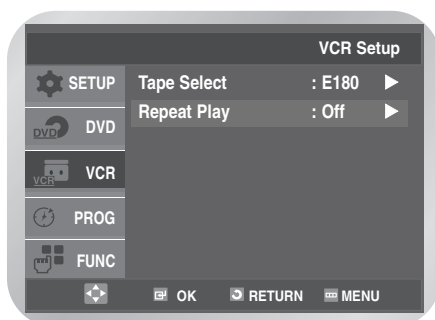 VCR Setup
SETUP
Tape Select : E180 ►
Repeat Play : Off ►
DVD DVD
VCR VCR
PROG
FUNC
OK RETURN MENU